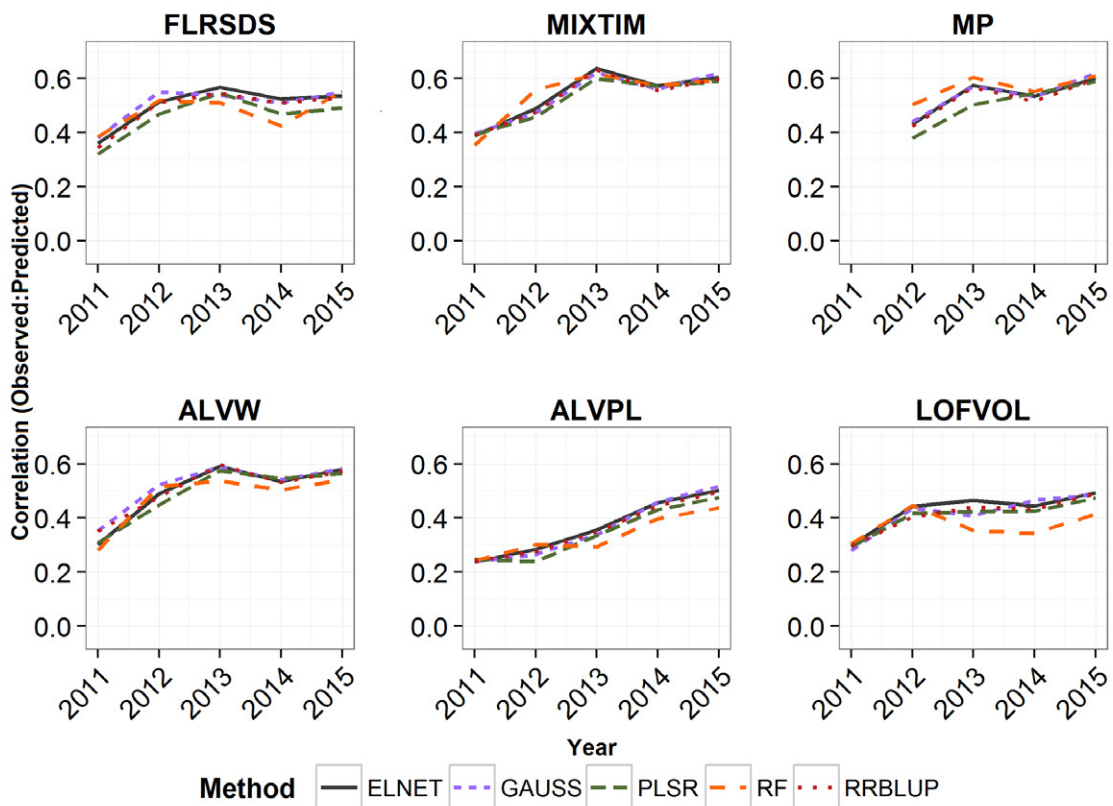 FLRSDS MIXTIM MP
0.6 0.6 0.6
0.4 0.4 0.4
0.2 0.2 0.2
0.0 0.0 0.0
2011 2012 2013 2014 2015 2011 2012 2013 2014 2015 2011 2012 2013 2014 2015
Correlation (Observed:Predicted)
ALVW ALVPL LOFVOL
0.6 0.6 0.6
0.4 0.4 0.4
0.2 0.2 0.2
0.0 0.0 0.0
2011 2012 2013 2014 2015 2011 2012 2013 2014 2015 2011 2012 2013 2014 2015
Year
Method ELNET GAUSS PLSR RF RRBLUP